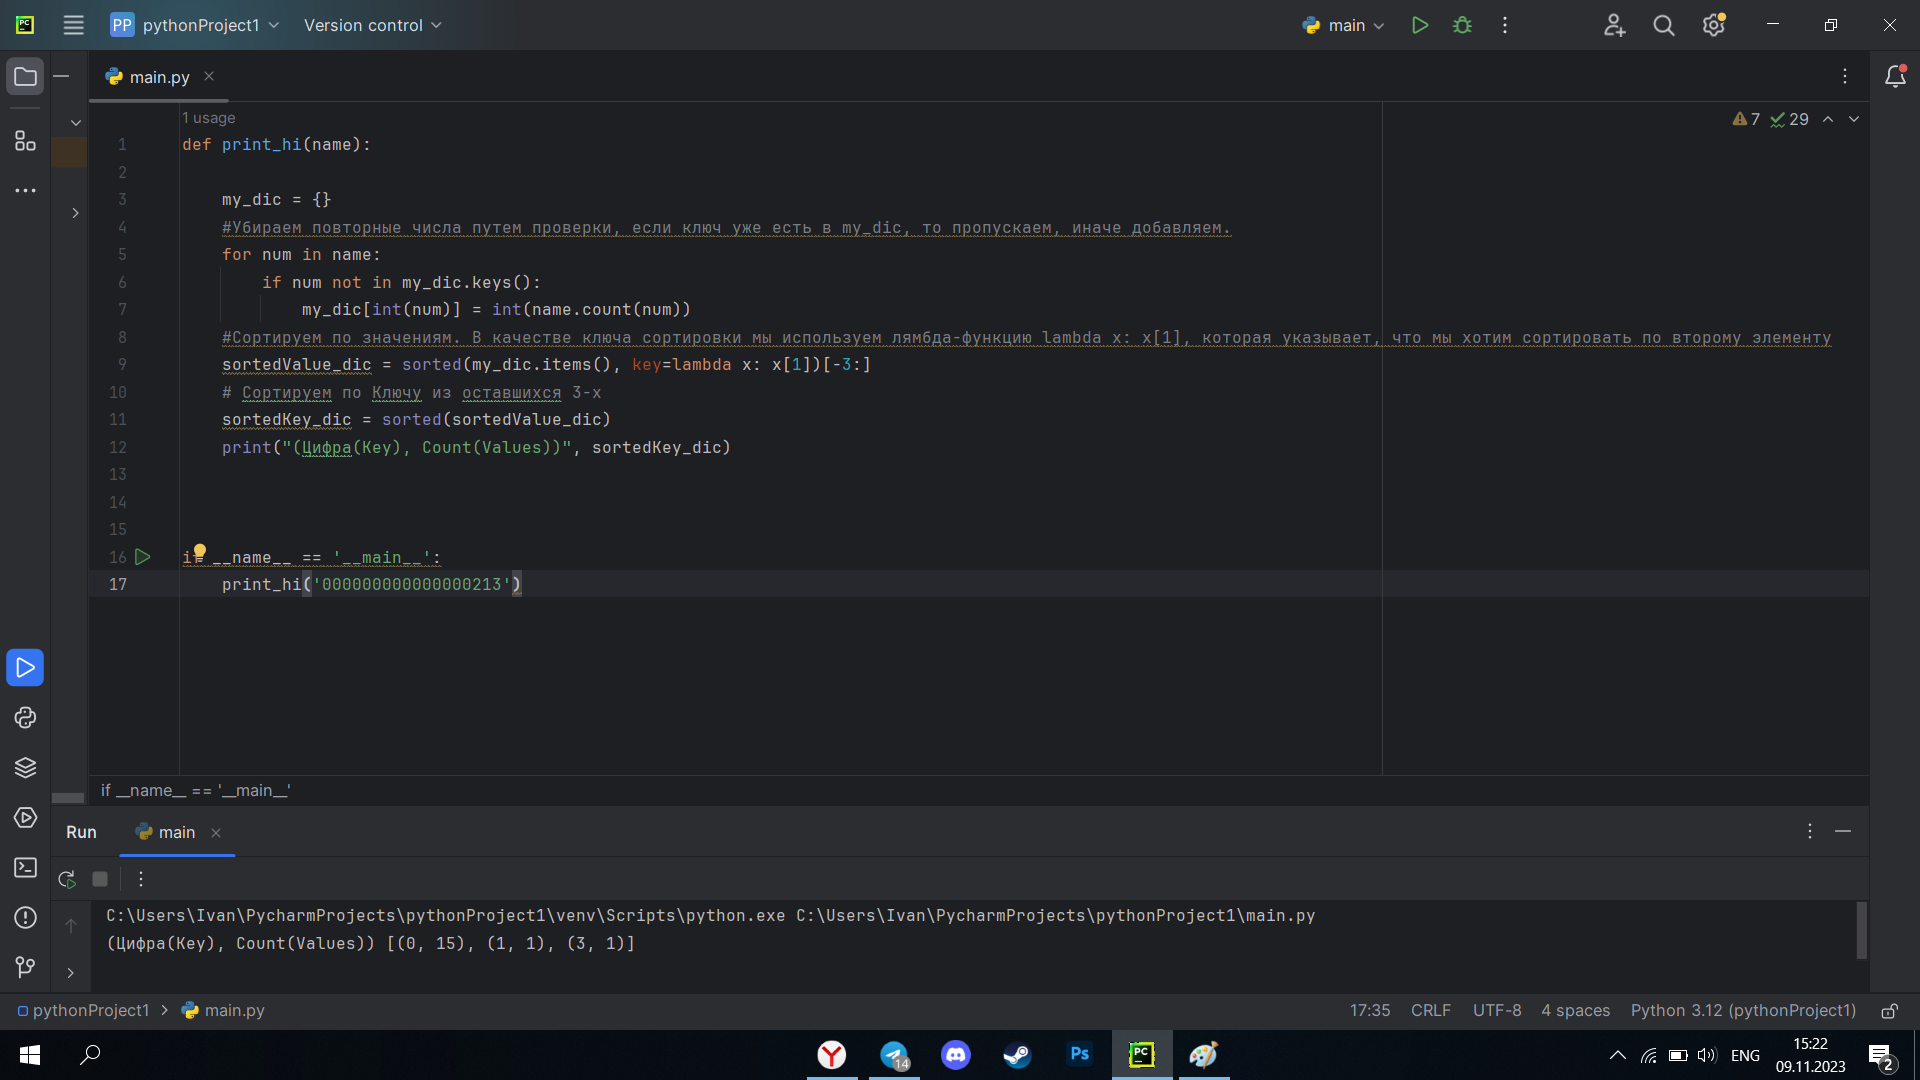 PC
PP pythonProject1 Version control main
main.py
1 usage
7 29
1 def print_hi(name):
2
3 my_dic = {}
4 #Убираем повторные числа путем проверки, если ключ уже есть в my_dic, то пропускаем, иначе добавляем.
5 for num in name:
6 if num not in my_dic.keys():
7 my_dic[int(num)] = int(name.count(num))
8 #Сортируем по значениям. В качестве ключа сортировки мы используем лямбда-функцию lambda x: x[1], которая указывает, что мы хотим сортировать по второму элементу
9 sortedValue_dic = sorted(my_dic.items(), key=lambda x: x[1])[-3:]
10 # Сортируем по Ключу из оставшихся 3-х
11 sortedKey_dic = sorted(sortedValue_dic)
12 print("(Цифра(Key), Count(Values))", sortedKey_dic)
13
14
15
16 if __name__ == '__main__':
17 print_hi('000000000000000213')
if __name__ == '__main__'
Run main
C:\Users\Ivan\PycharmProjects\pythonProject1\venv\Scripts\python.exe C:\Users\Ivan\PycharmProjects\pythonProject1\main.py
(Цифра(Key), Count(Values)) [(0, 15), (1, 1), (3, 1)]
pythonProject1 main.py 17:35 CRLF UTF-8 4 spaces Python 3.12 (pythonProject1)
14 Ps PC ENG 15:22
09.11.2023 2